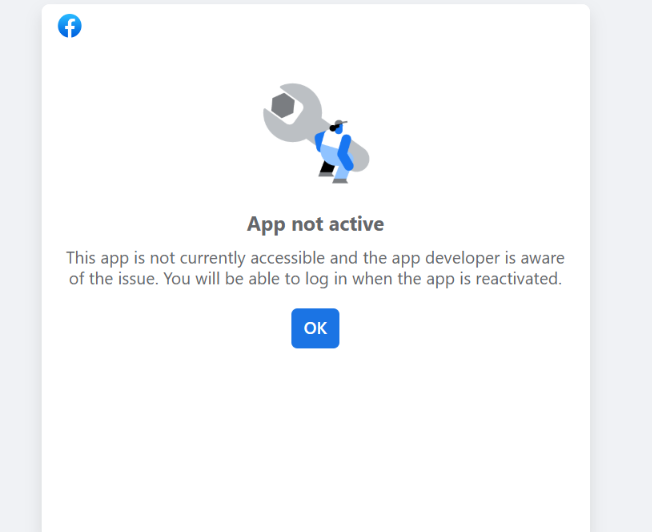 App not active
This app is not currently accessible and the app developer is aware
of the issue. You will be able to log in when the app is reactivated.
OK